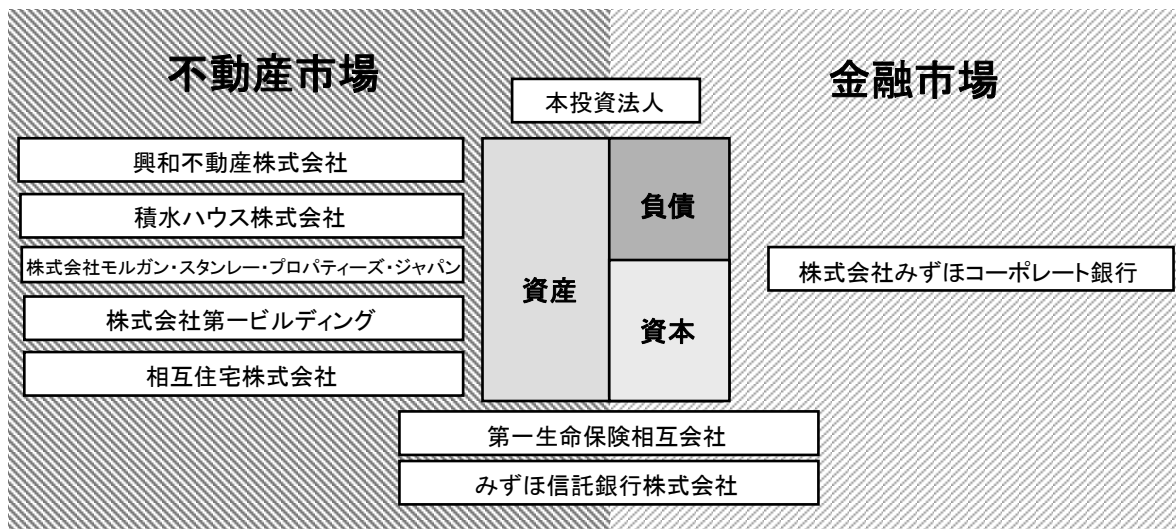 不動産市場
金融市場
本投資法人
興和不動産株式会社
積水ハウス株式会社
株式会社モルガン・スタンレー・プロパティーズ・ジャパン
株式会社第一ビルディング
相互住宅株式会社
資産
負債
資本
株式会社みずほコーポレート銀行
第一生命保険相互会社
みずほ信託銀行株式会社